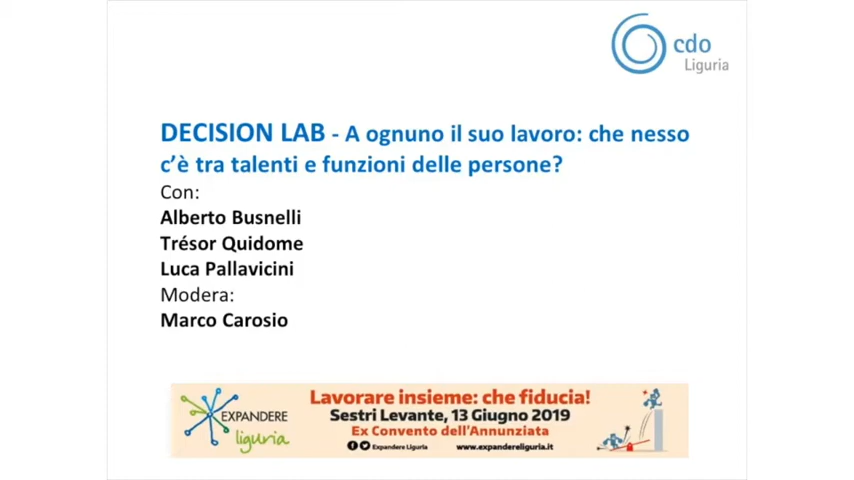 cdo
Liguria
DECISION LAB - A ognuno il suo lavoro: che nesso
c'è tra talenti e funzioni delle persone?
Con:
Alberto Busnelli
Trésor Quidome
Luca Pallavicini
Modera:
Marco Carosio
EXPANDERE
liguria
Lavorare insieme: che fiducia!
Sestri Levante, 13 Giugno 2019
Ex Convento dell'Annunziata
Expandere Liguria www.expandereliguria.it